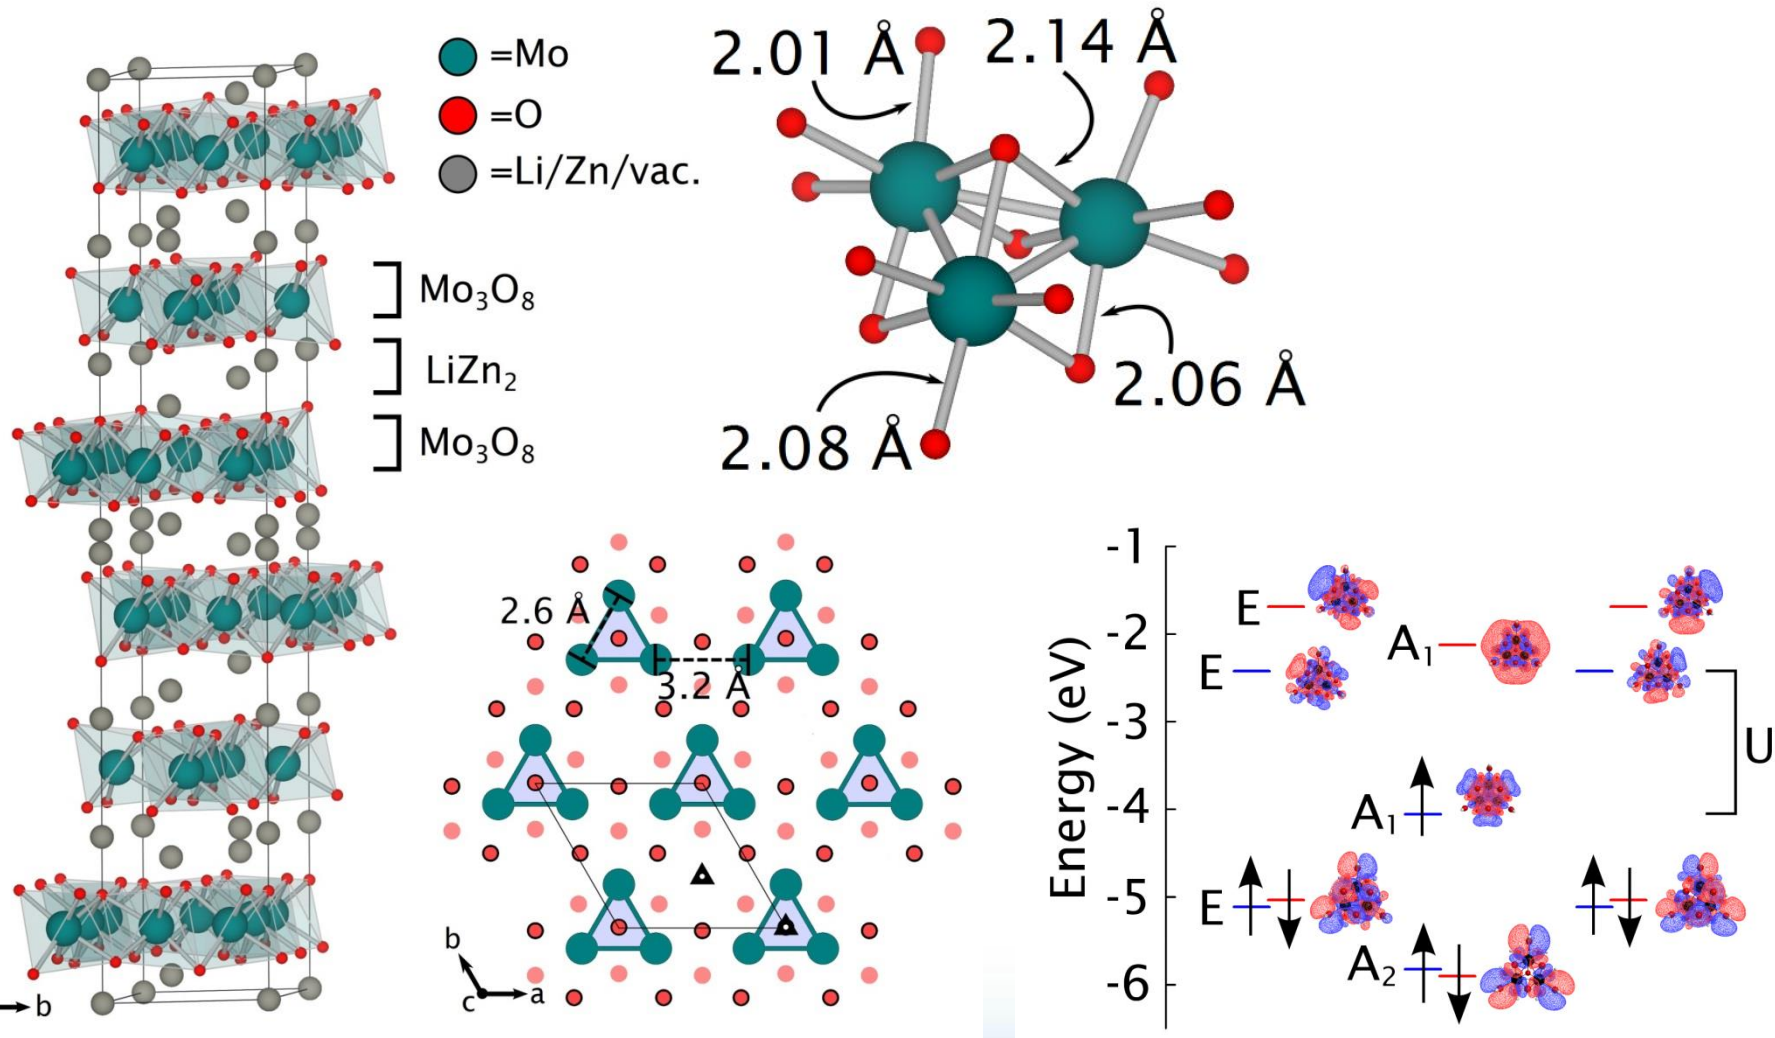 =Mo
=O
=Li/Zn/vac.
Mo₃O₈
LiZn₂
Mo₃O₈
b
2.01 Å
2.14 Å
2.06 Å
2.08 Å
2.6 Å
3.2 Å
b
c
a
Energy (eV)
-1
-2
-3
-4
-5
-6
E
A₁
E
U
A₁
E
A₂